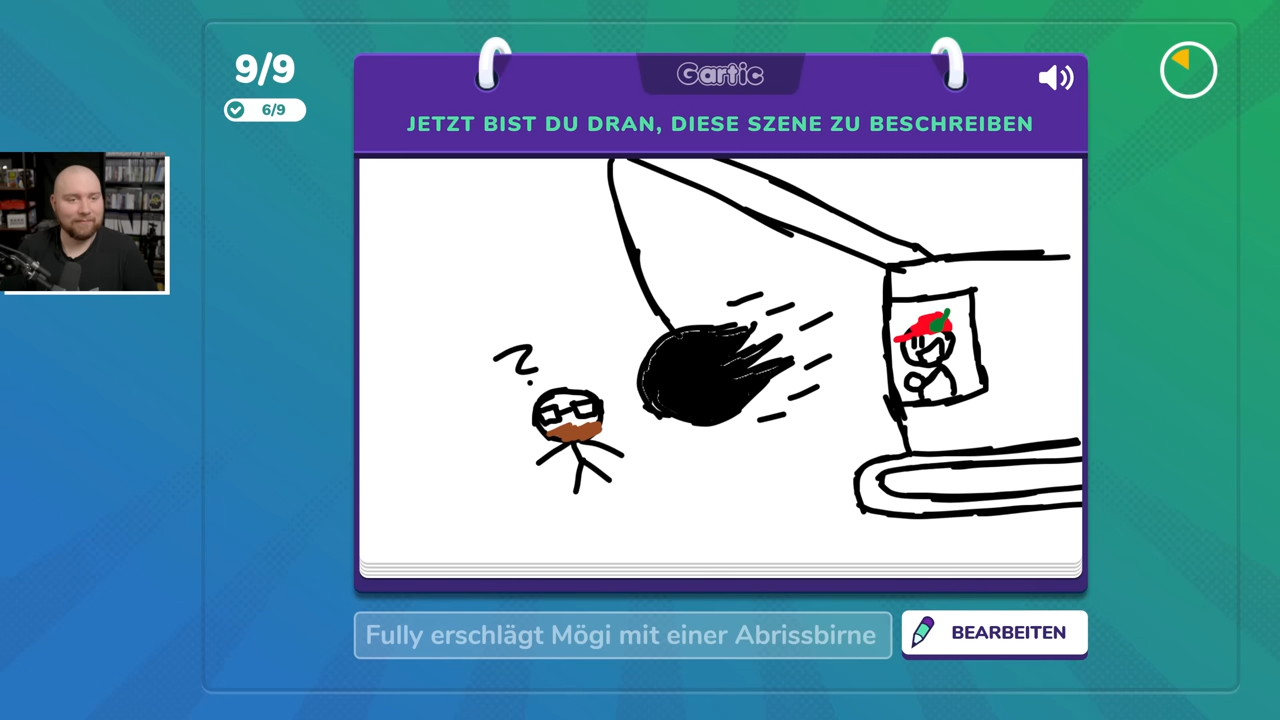 9/9
6/9
Gartic
JETZT BIST DU DRAN, DIESE SZENE ZU BESCHREIBEN
?
Fully erschlägt Mögi mit einer Abrissbirne
BEARBEITEN